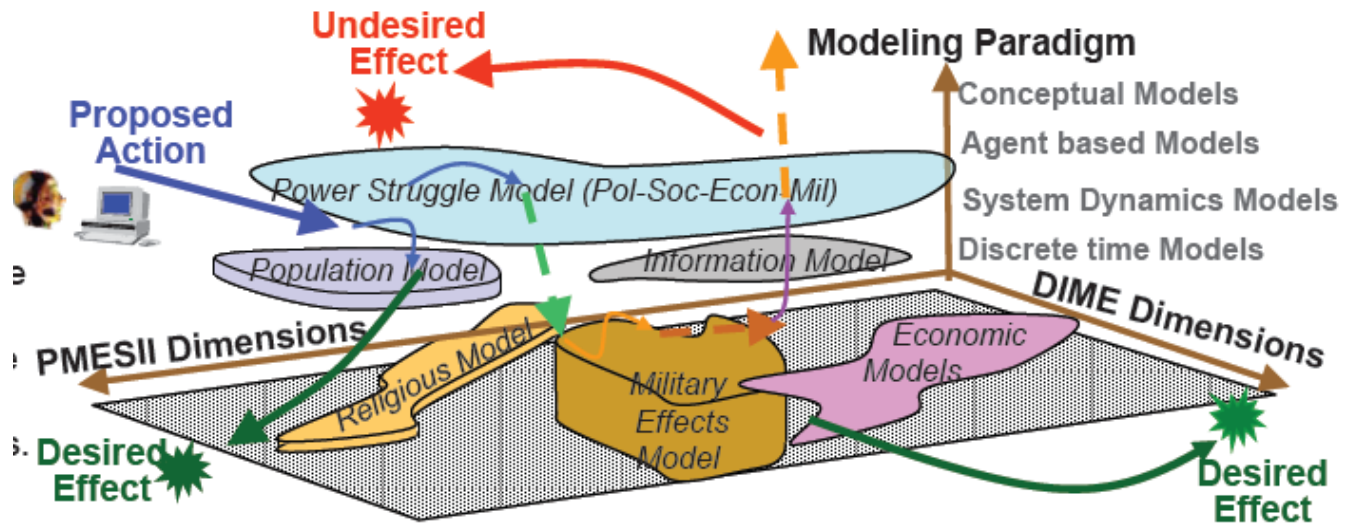 Undesired
Effect
Modeling Paradigm
Conceptual Models
Proposed
Action
Agent based Models
Power Struggle Model (Pol-Soc-Econ-Mil)
System Dynamics Models
Discrete time Models
Population Model
Information Model
e
DIME Dimensions
PMESII Dimensions
e
Religious Model
Economic
Models
Military
Effects
Model
s.
Desired
Effect
Desired
Effect